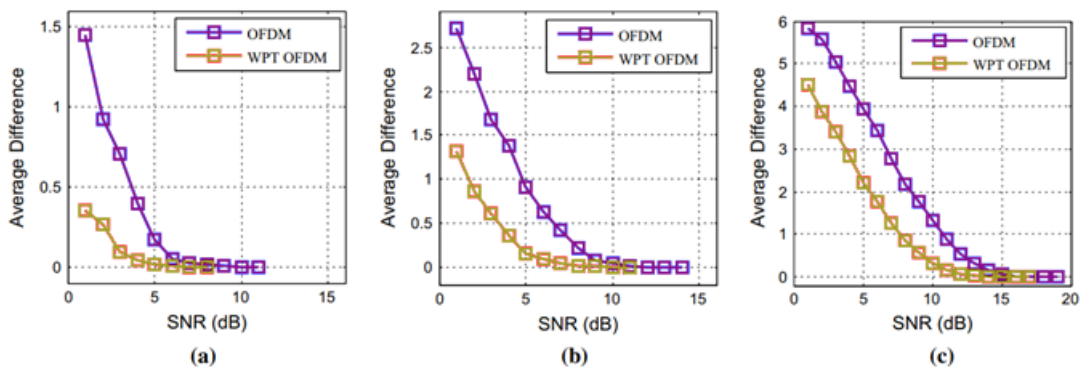 1.5
1
0.5
0
0 5 10 15
Average Difference
SNR (dB)
OFDM
WPT OFDM
(a)
2.5
2
1.5
1
0.5
0
0 5 10 15
Average Difference
SNR (dB)
OFDM
WPT OFDM
(b)
6
5
4
3
2
1
0
0 5 10 15 20
Average Difference
SNR (dB)
OFDM
WPT OFDM
(c)